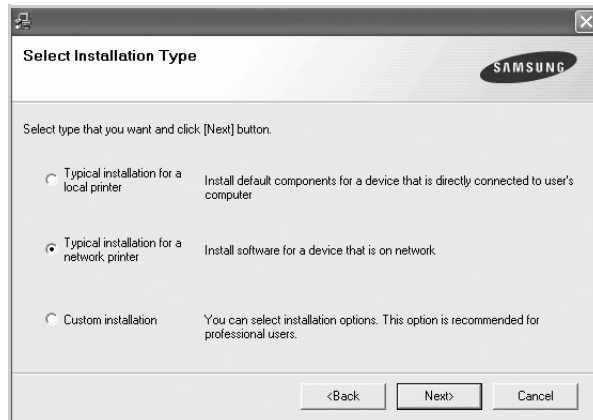 Select Installation Type
SAMSUNG
Select type that you want and click [Next] button.
Typical installation for a
local printer
Install default components for a device that is directly connected to user's
computer
Typical installation for a
network printer
Install software for a device that is on network
Custom installation
You can select installation options. This option is recommended for
professional users.
<Back
Next>
Cancel